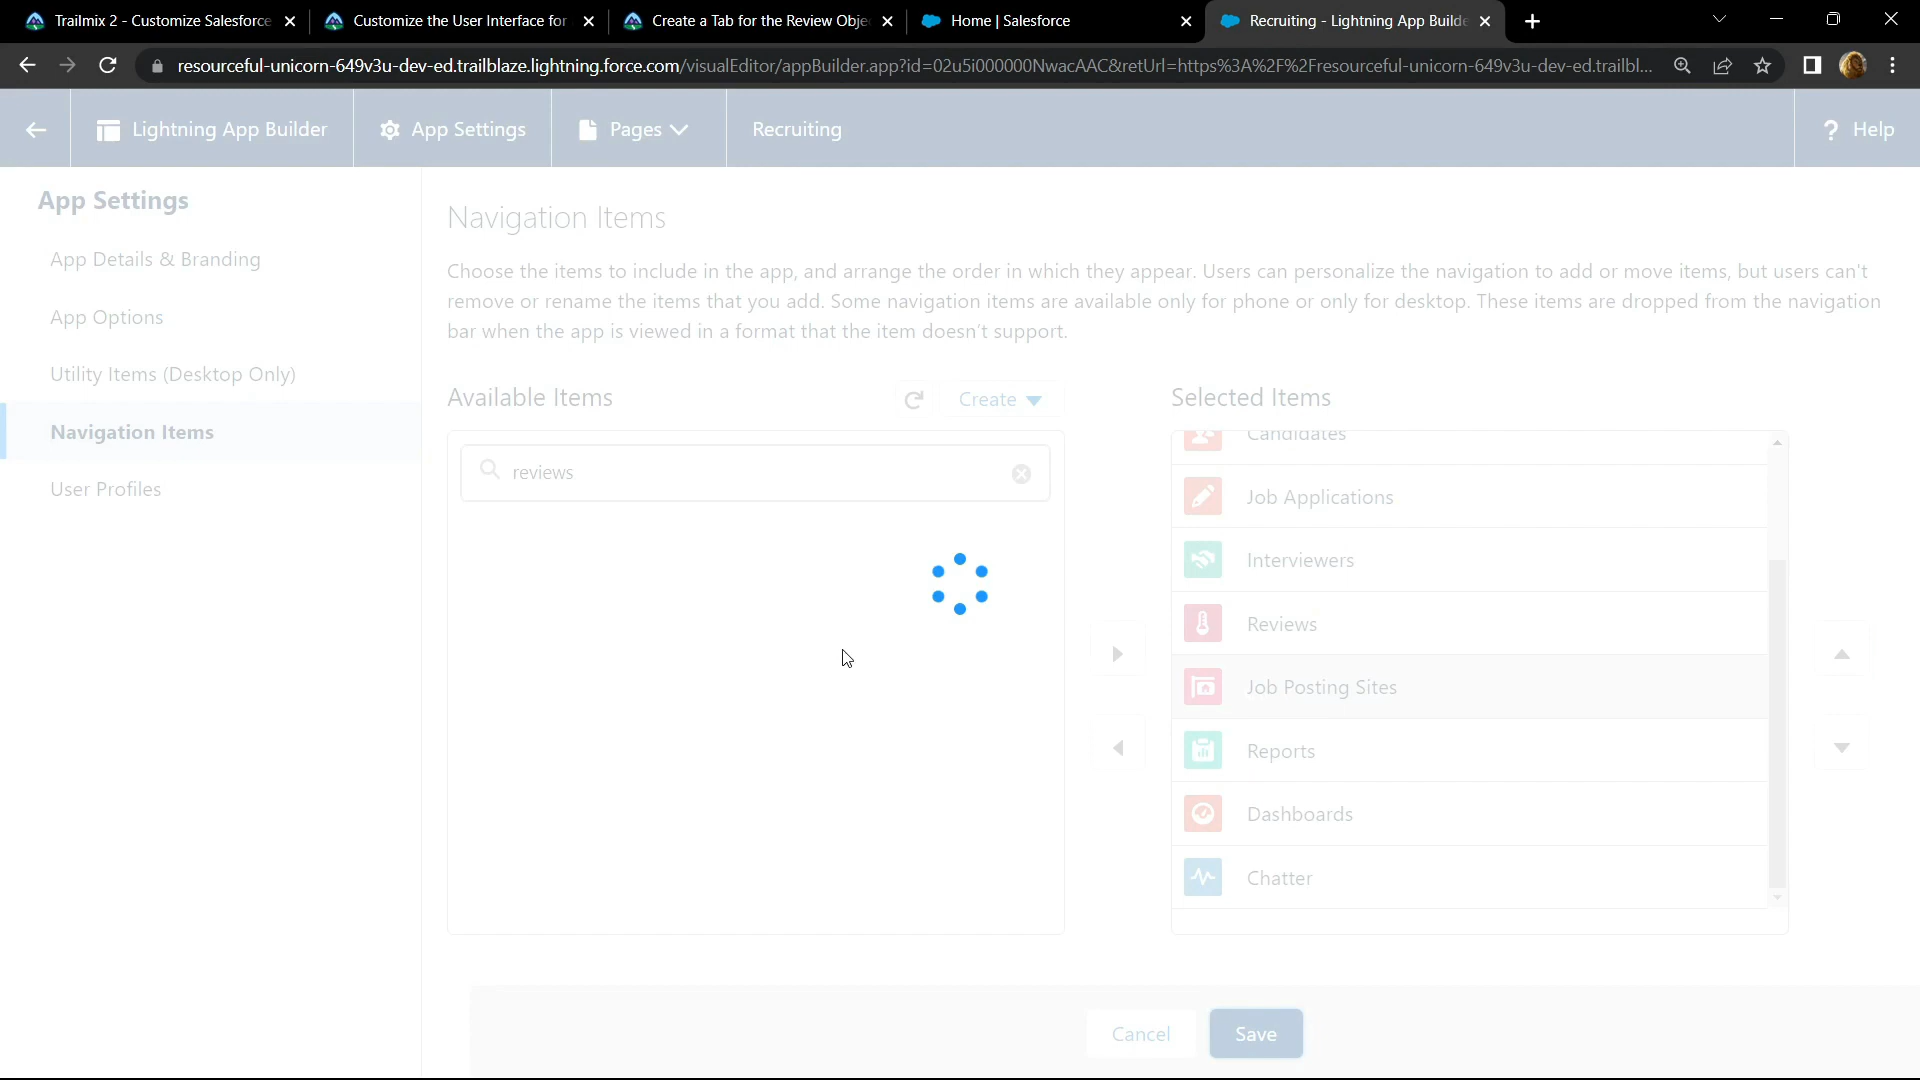 Trailmix 2 - Customize Salesforce
Customize the User Interface for
Create a Tab for the Review Obje
Home | Salesforce
Recruiting - Lightning App Builde
resourceful-unicorn-649v3u-dev-ed.trailblaze.lightning.force.com/visualEditor/appBuilder.app?id=02u5i000000NwacAAC&retUrl=https%3A%2F%2Fresourceful-unicorn-649v3u-dev-ed.trailbl...
Lightning App Builder
App Settings
Pages
Recruiting
? Help
App Settings
App Details & Branding
App Options
Utility Items (Desktop Only)
Navigation Items
User Profiles
Navigation Items
Choose the items to include in the app, and arrange the order in which they appear. Users can personalize the navigation to add or move items, but users can't
remove or rename the items that you add. Some navigation items are available only for phone or only for desktop. These items are dropped from the navigation
bar when the app is viewed in a format that the item doesn't support.
Available Items
Create
reviews
Selected Items
Candidates
Job Applications
Interviewers
Reviews
Job Posting Sites
Reports
Dashboards
Chatter
Cancel
Save